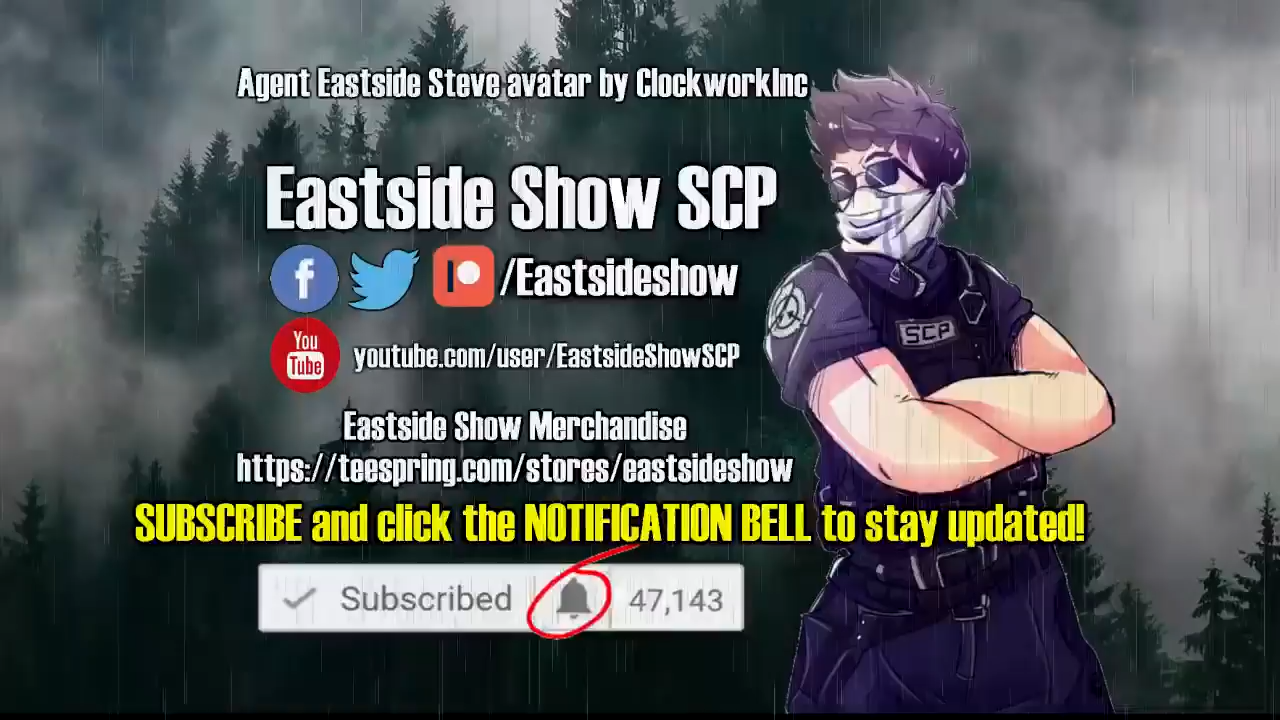 Agent Eastside Steve avatar by ClockworkInc
Eastside Show SCP
f /Eastsideshow
You
Tube
youtube.com/user/EastsideShowSCP
SCP
Eastside Show Merchandise
https://teespring.com/stores/eastsideshow
SUBSCRIBE and click the NOTIFICATION BELL to stay updated!
Subscribed 47,143